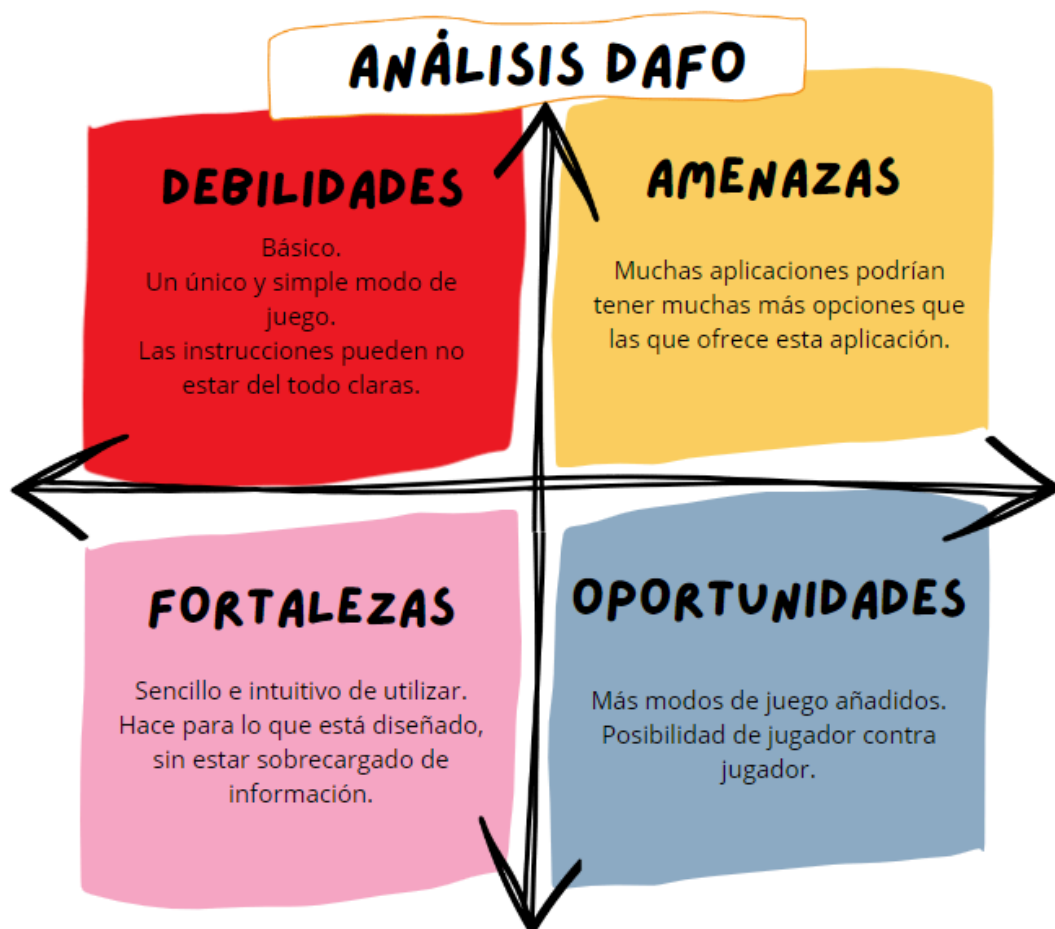 ANÁLISIS DAFO
DEBILIDADES
Básico.
Un único y simple modo de
juego.
Las instrucciones pueden no
estar del todo claras.
AMENAZAS
Muchas aplicaciones podrían
tener muchas más opciones que
las que ofrece esta aplicación.
FORTALEZAS
Sencillo e intuitivo de utilizar.
Hace para lo que está diseñado,
sin estar sobrecargado de
información.
OPORTUNIDADES
Más modos de juego añadidos.
Posibilidad de jugador contra
jugador.